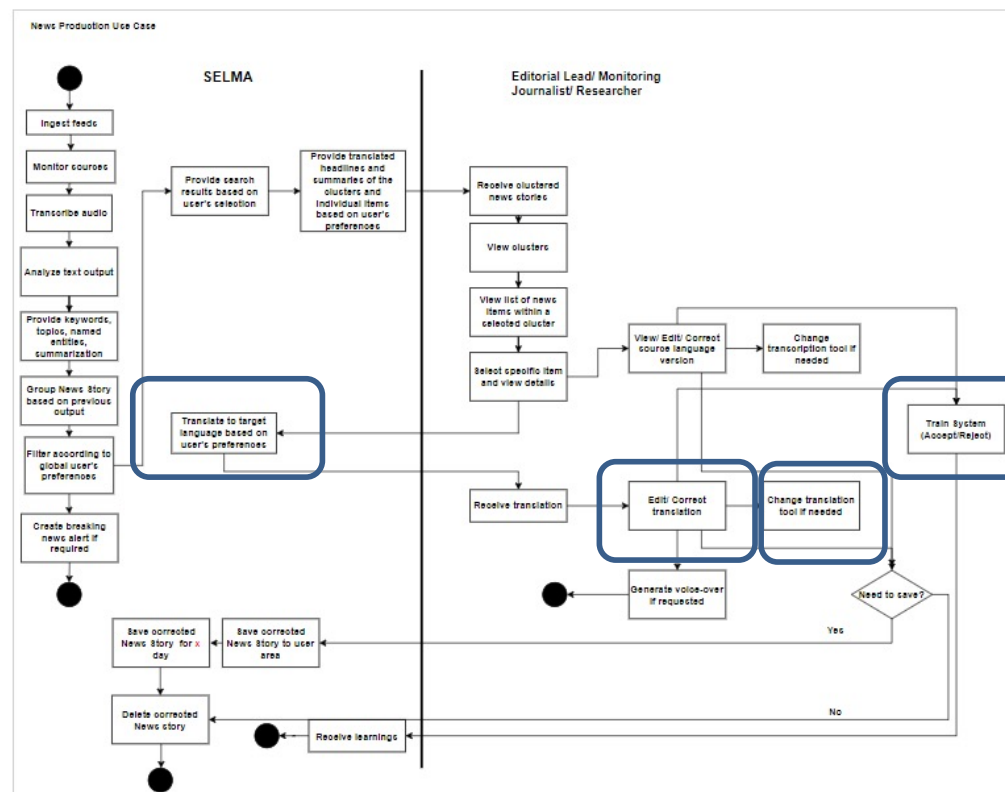 News Production Use Case
SELMA
Editorial Lead/ Monitoring
Journalist/ Researcher
Ingest feeds
Monitor sources
Transcribe audio
Analyze text output
Provide keywords,
topics, named
entities,
summarization
Group News Story
based on previous
output
Filter according to
global user's
preferences
Create breaking
news alert if
required
Provide search
results based on
user's selection
Provide translated
headlines and
summaries of the
clusters and
individual items
based on user's
preferences
Receive clustered
news stories
View clusters
View list of news
items within a
selected cluster
Select specific item
and view details
View/ Edit/ Correct
source language
version
Change
transcription tool if
needed
Train System
(Accept/Reject)
Translate to target
language based on
user's preferences
Receive translation
Edit/ Correct
translation
Change translation
tool if needed
Generate voice-over
if requested
Need to save?
Yes
Save corrected
News Story to user
area
Save corrected
News Story for x
day
No
Delete corrected
News story
Receive learnings